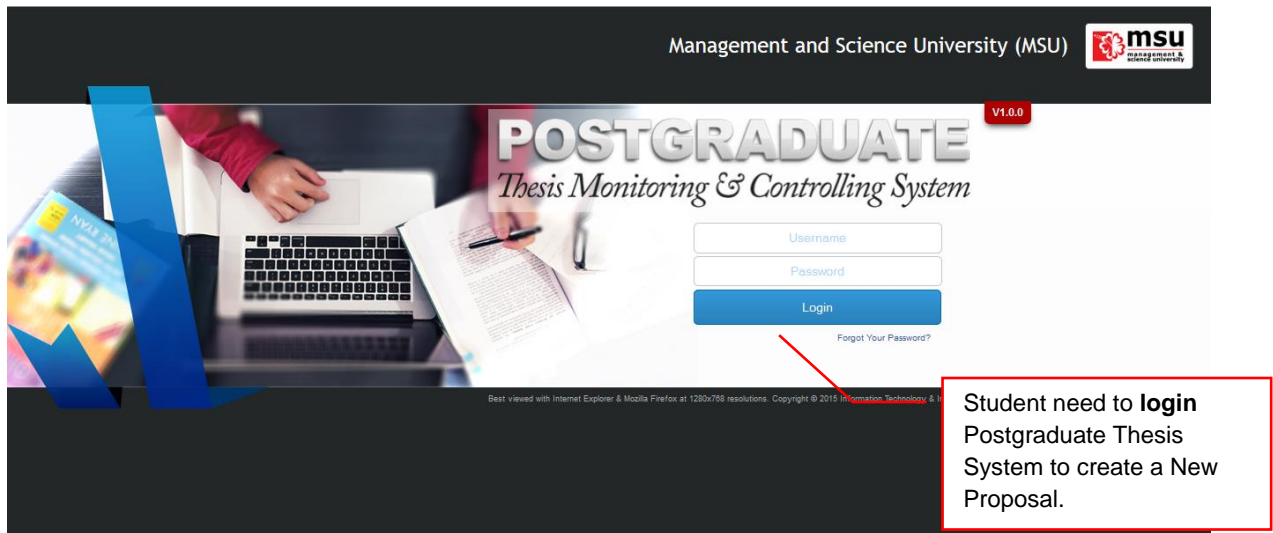 Management and Science University (MSU)
msu
management &
science university
V1.0.0
POSTGRADUATE
Thesis Monitoring & Controlling System
Username
Password
Login
Forgot Your Password?
Best viewed with Internet Explorer & Mozilla Firefox at 1280x768 resolutions. Copyright © 2015 Information Technology &
Student need to login
Postgraduate Thesis
System to create a New
Proposal.